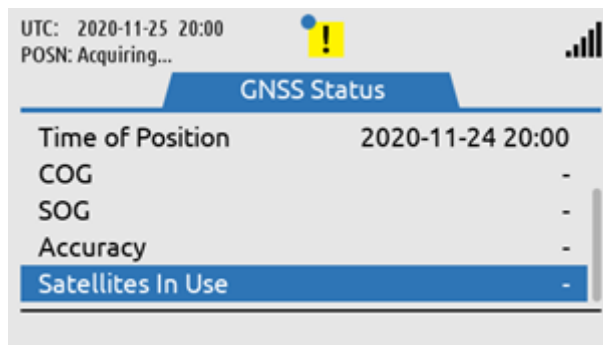 UTC: 2020-11-25 20:00
POSN: Acquiring...
!
GNSS Status
Time of Position 2020-11-24 20:00
COG -
SOG -
Accuracy -
Satellites In Use -